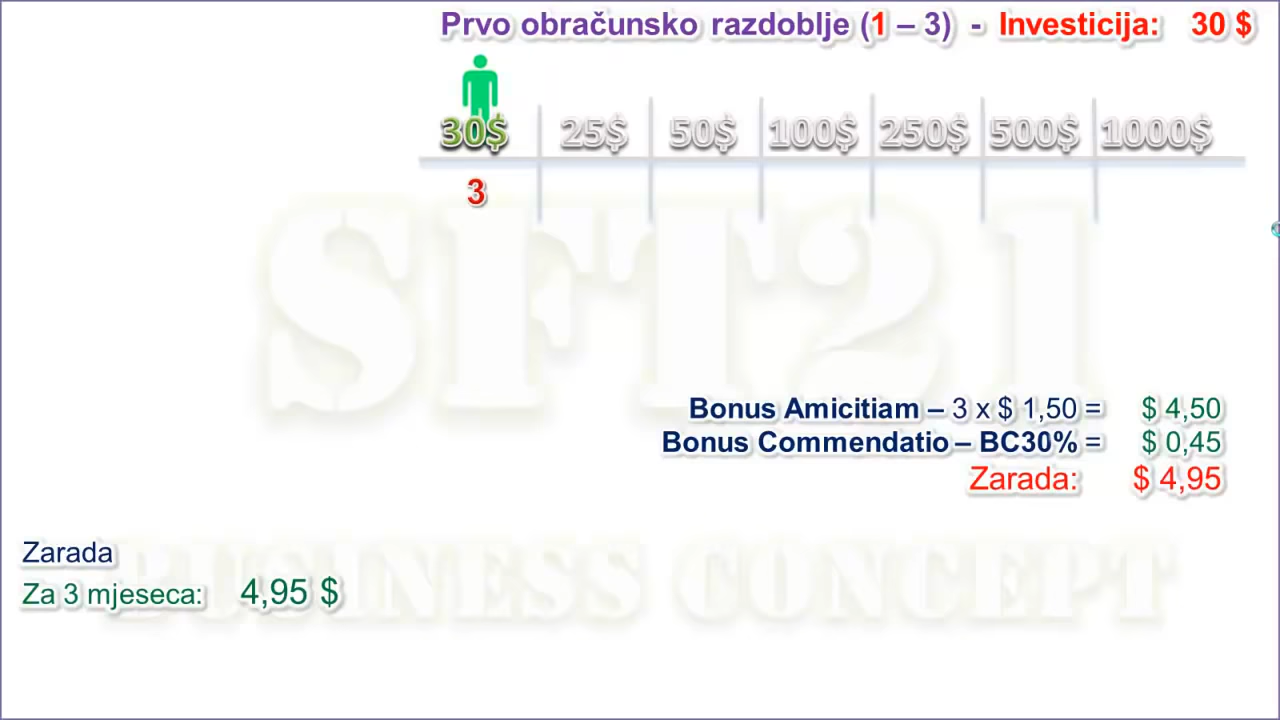 Prvo obračunsko razdoblje (1 – 3) - Investicija: 30 $
30$ 25$ 50$ 100$ 250$ 500$ 1000$
3
SFT21
Bonus Amicitiam – 3 x $ 1,50 = $ 4,50
Bonus Commendatio – BC30% = $ 0,45
Zarada: $ 4,95
Zarada
Za 3 mjeseca: 4,95 $
BUSINESS CONCEPT